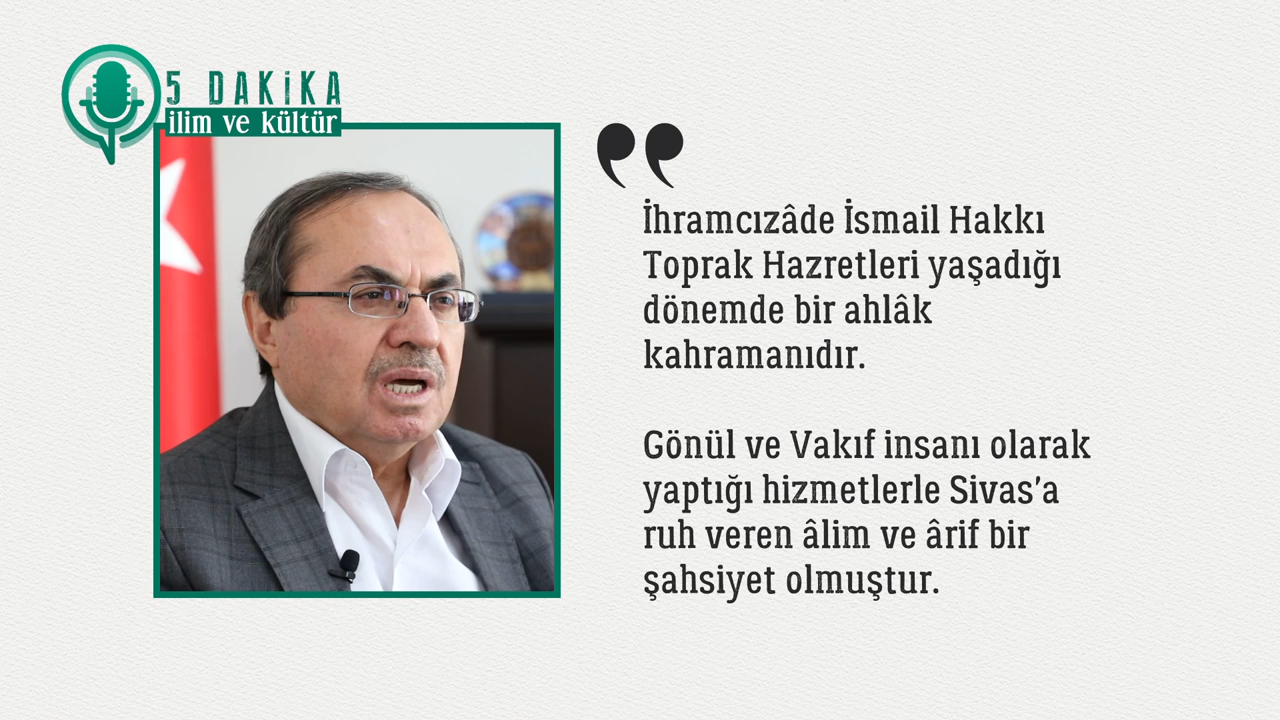 5 DAKİKA
ilim ve kültür
İhramcızâde İsmail Hakkı
Toprak Hazretleri yaşadığı
dönemde bir ahlâk
kahramanıdır.
Gönül ve Vakıf insanı olarak
yaptığı hizmetlerle Sivas’a
ruh veren âlim ve ârif bir
şahsiyet olmuştur.